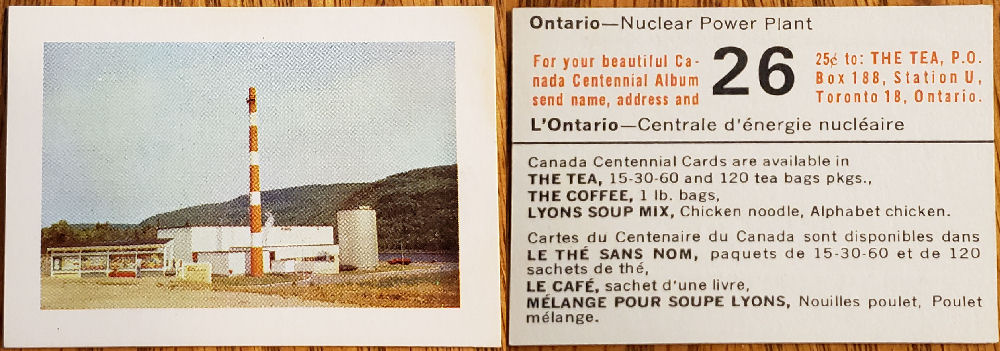 Ontario—Nuclear Power Plant
For your beautiful Ca-
nada Centennial Album
send name, address and
26
25¢ to: THE TEA, P.O.
Box 188, Station U,
Toronto 18, Ontario.
L'Ontario—Centrale d'énergie nucléaire
Canada Centennial Cards are available in
THE TEA, 15-30-60 and 120 tea bags pkgs.,
THE COFFEE, 1 lb. bags,
LYONS SOUP MIX, Chicken noodle, Alphabet chicken.
Cartes du Centenaire du Canada sont disponibles dans
LE THÉ SANS NOM, paquets de 15-30-60 et de 120
sachets de thé,
LE CAFÉ, sachet d'une livre,
MÉLANGE POUR SOUPE LYONS, Nouilles poulet, Poulet
mélange.